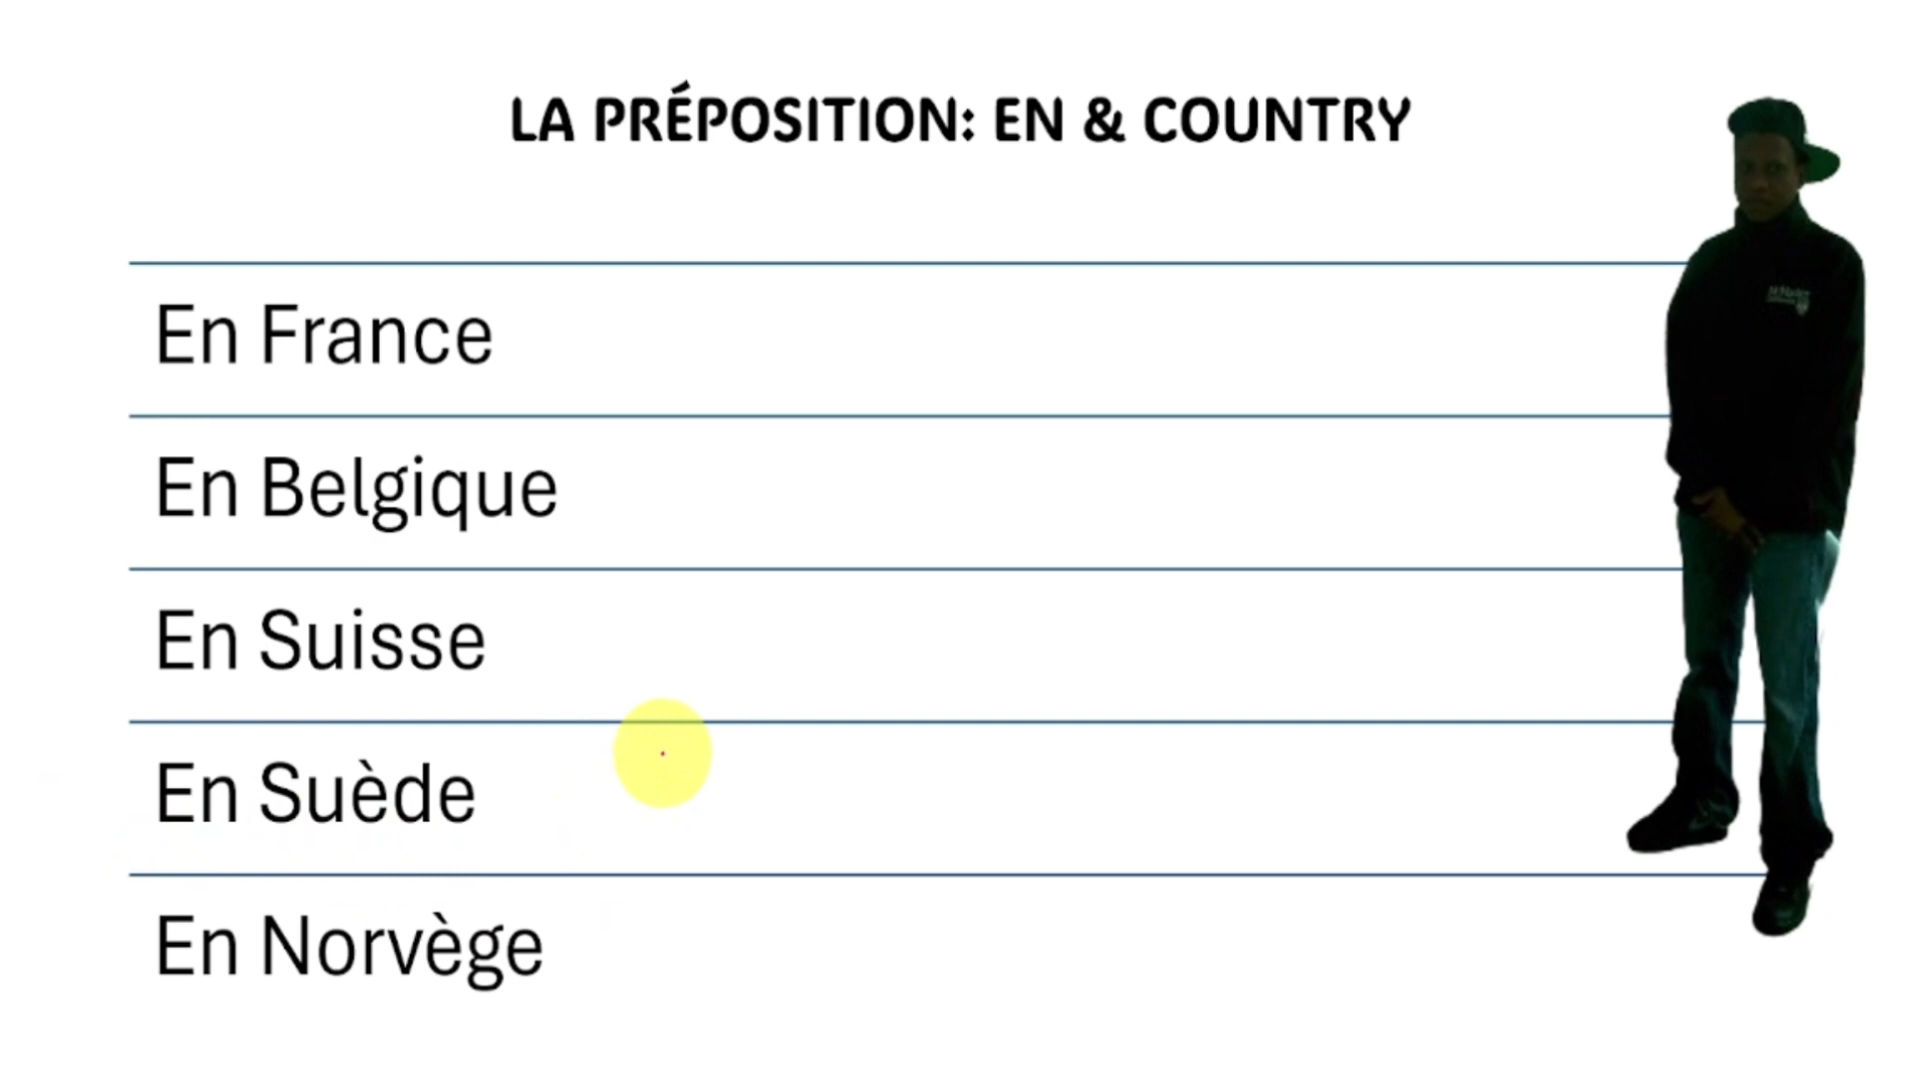 LA PRÉPOSITION: EN & COUNTRY
En France
En Belgique
En Suisse
En Suède
En Norvège